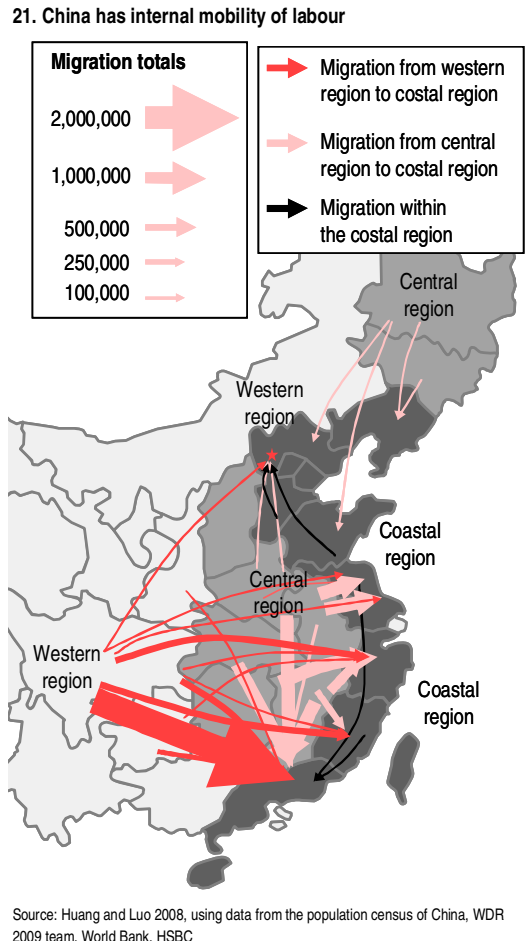 21. China has internal mobility of labour
Migration totals
2,000,000
1,000,000
500,000
250,000
100,000
Migration from western
region to costal region
Migration from central
region to costal region
Migration within
the costal region
Central
region
Western
region
Coastal
region
Central
region
Western
region
Coastal
region
Source: Huang and Luo 2008, using data from the population census of China, WDR
2009 team, World Bank, HSBC